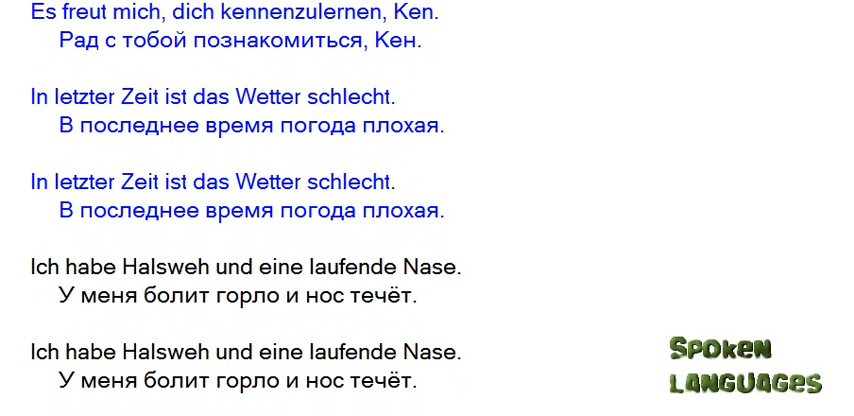 Es freut mich, dich kennenzulernen, Ken.
Рад с тобой познакомиться, Кен.
In letzter Zeit ist das Wetter schlecht.
В последнее время погода плохая.
In letzter Zeit ist das Wetter schlecht.
В последнее время погода плохая.
Ich habe Halsweh und eine laufende Nase.
У меня болит горло и нос течёт.
Ich habe Halsweh und eine laufende Nase.
У меня болит горло и нос течёт.
Spoken
Languages